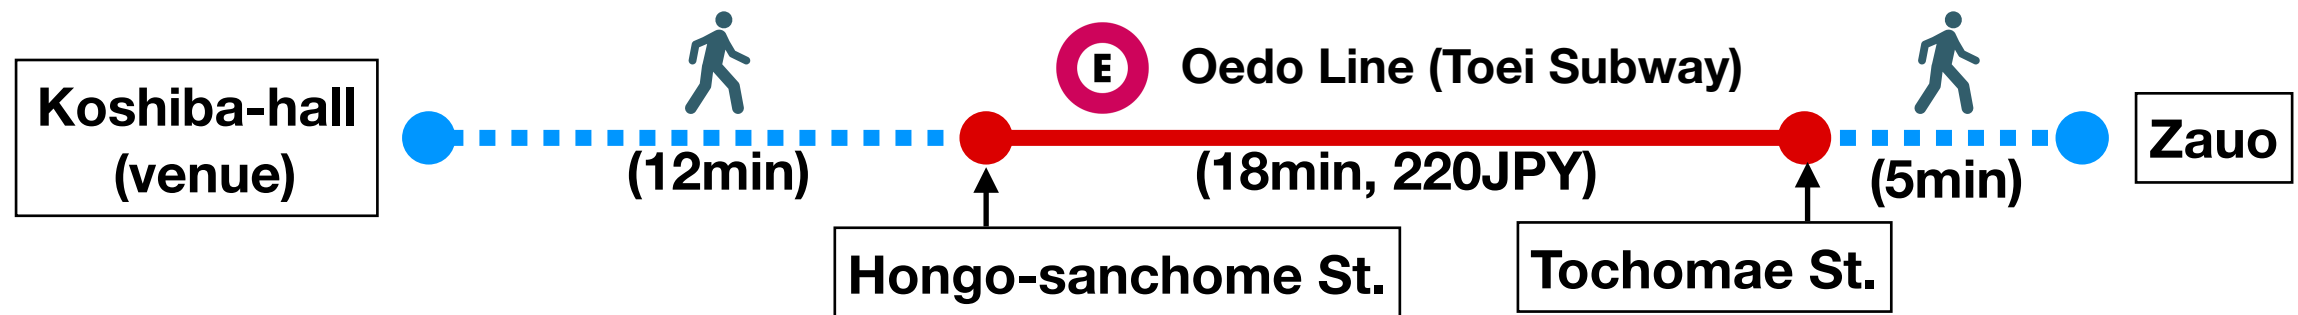 Koshiba-hall
(venue)
(12min)
E
Oedo Line (Toei Subway)
(18min, 220JPY)
(5min)
Zauo
Hongo-sanchome St.
Tochomae St.